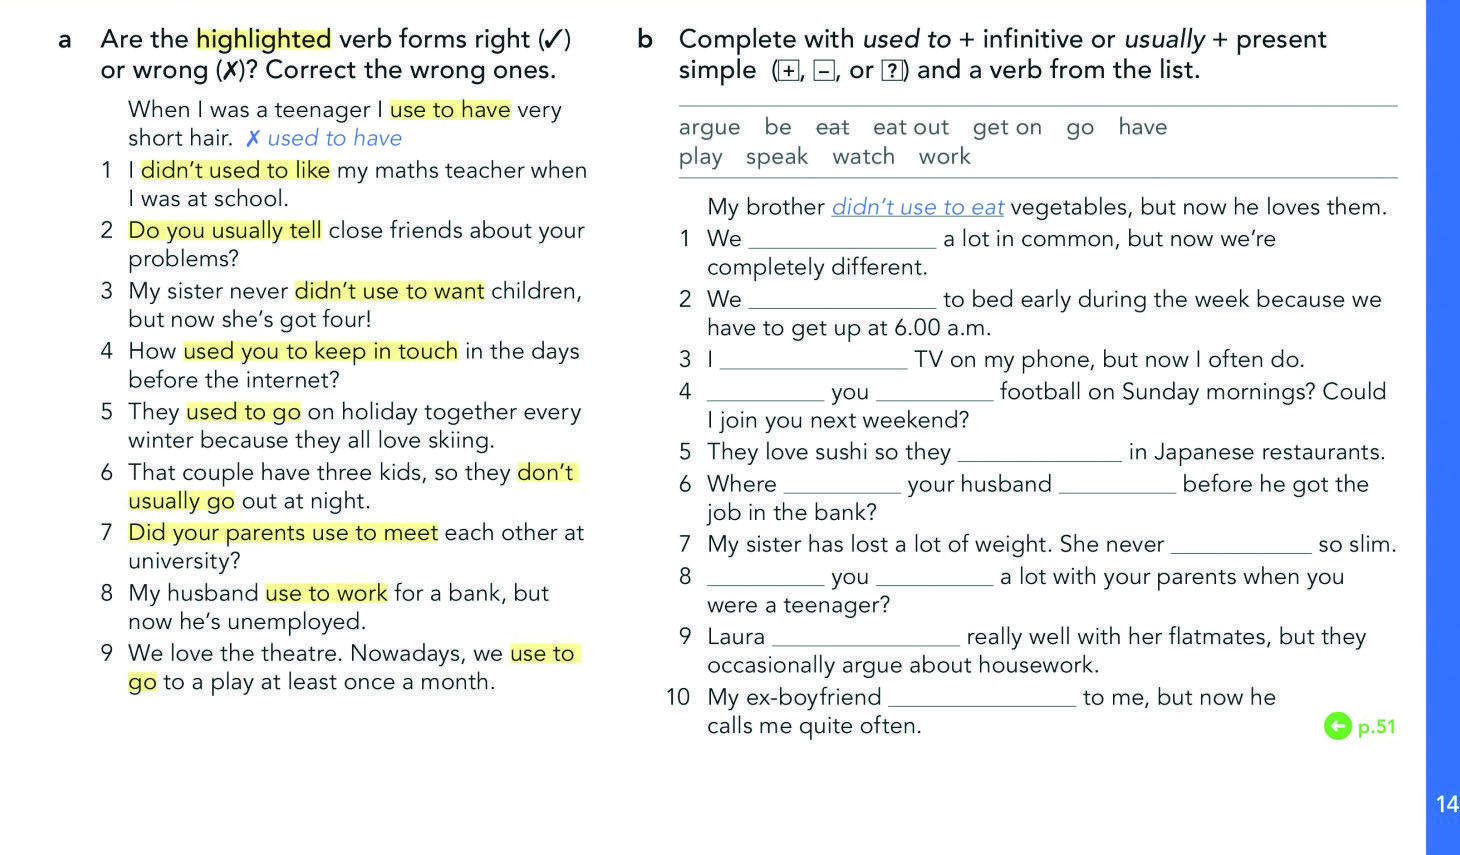 a Are the highlighted verb forms right (✓)
or wrong (✗)? Correct the wrong ones.
When I was a teenager I use to have very
short hair. ✗ used to have
1 I didn't used to like my maths teacher when
I was at school.
2 Do you usually tell close friends about your
problems?
3 My sister never didn't use to want children,
but now she's got four!
4 How used you to keep in touch in the days
before the internet?
5 They used to go on holiday together every
winter because they all love skiing.
6 That couple have three kids, so they don't
usually go out at night.
7 Did your parents use to meet each other at
university?
8 My husband use to work for a bank, but
now he's unemployed.
9 We love the theatre. Nowadays, we use to
go to a play at least once a month.
b Complete with used to + infinitive or usually + present
simple (+, −, or ?) and a verb from the list.
argue be eat eat out get on go have
play speak watch work
My brother didn't use to eat vegetables, but now he loves them.
1 We ________________ a lot in common, but now we're
completely different.
2 We ________________ to bed early during the week because we
have to get up at 6.00 a.m.
3 I ________________ TV on my phone, but now I often do.
4 __________ you __________ football on Sunday mornings? Could
I join you next weekend?
5 They love sushi so they ______________ in Japanese restaurants.
6 Where __________ your husband __________ before he got the
job in the bank?
7 My sister has lost a lot of weight. She never ____________ so slim.
8 __________ you __________ a lot with your parents when you
were a teenager?
9 Laura ________________ really well with her flatmates, but they
occasionally argue about housework.
10 My ex-boyfriend ________________ to me, but now he
calls me quite often.
← p.51
14